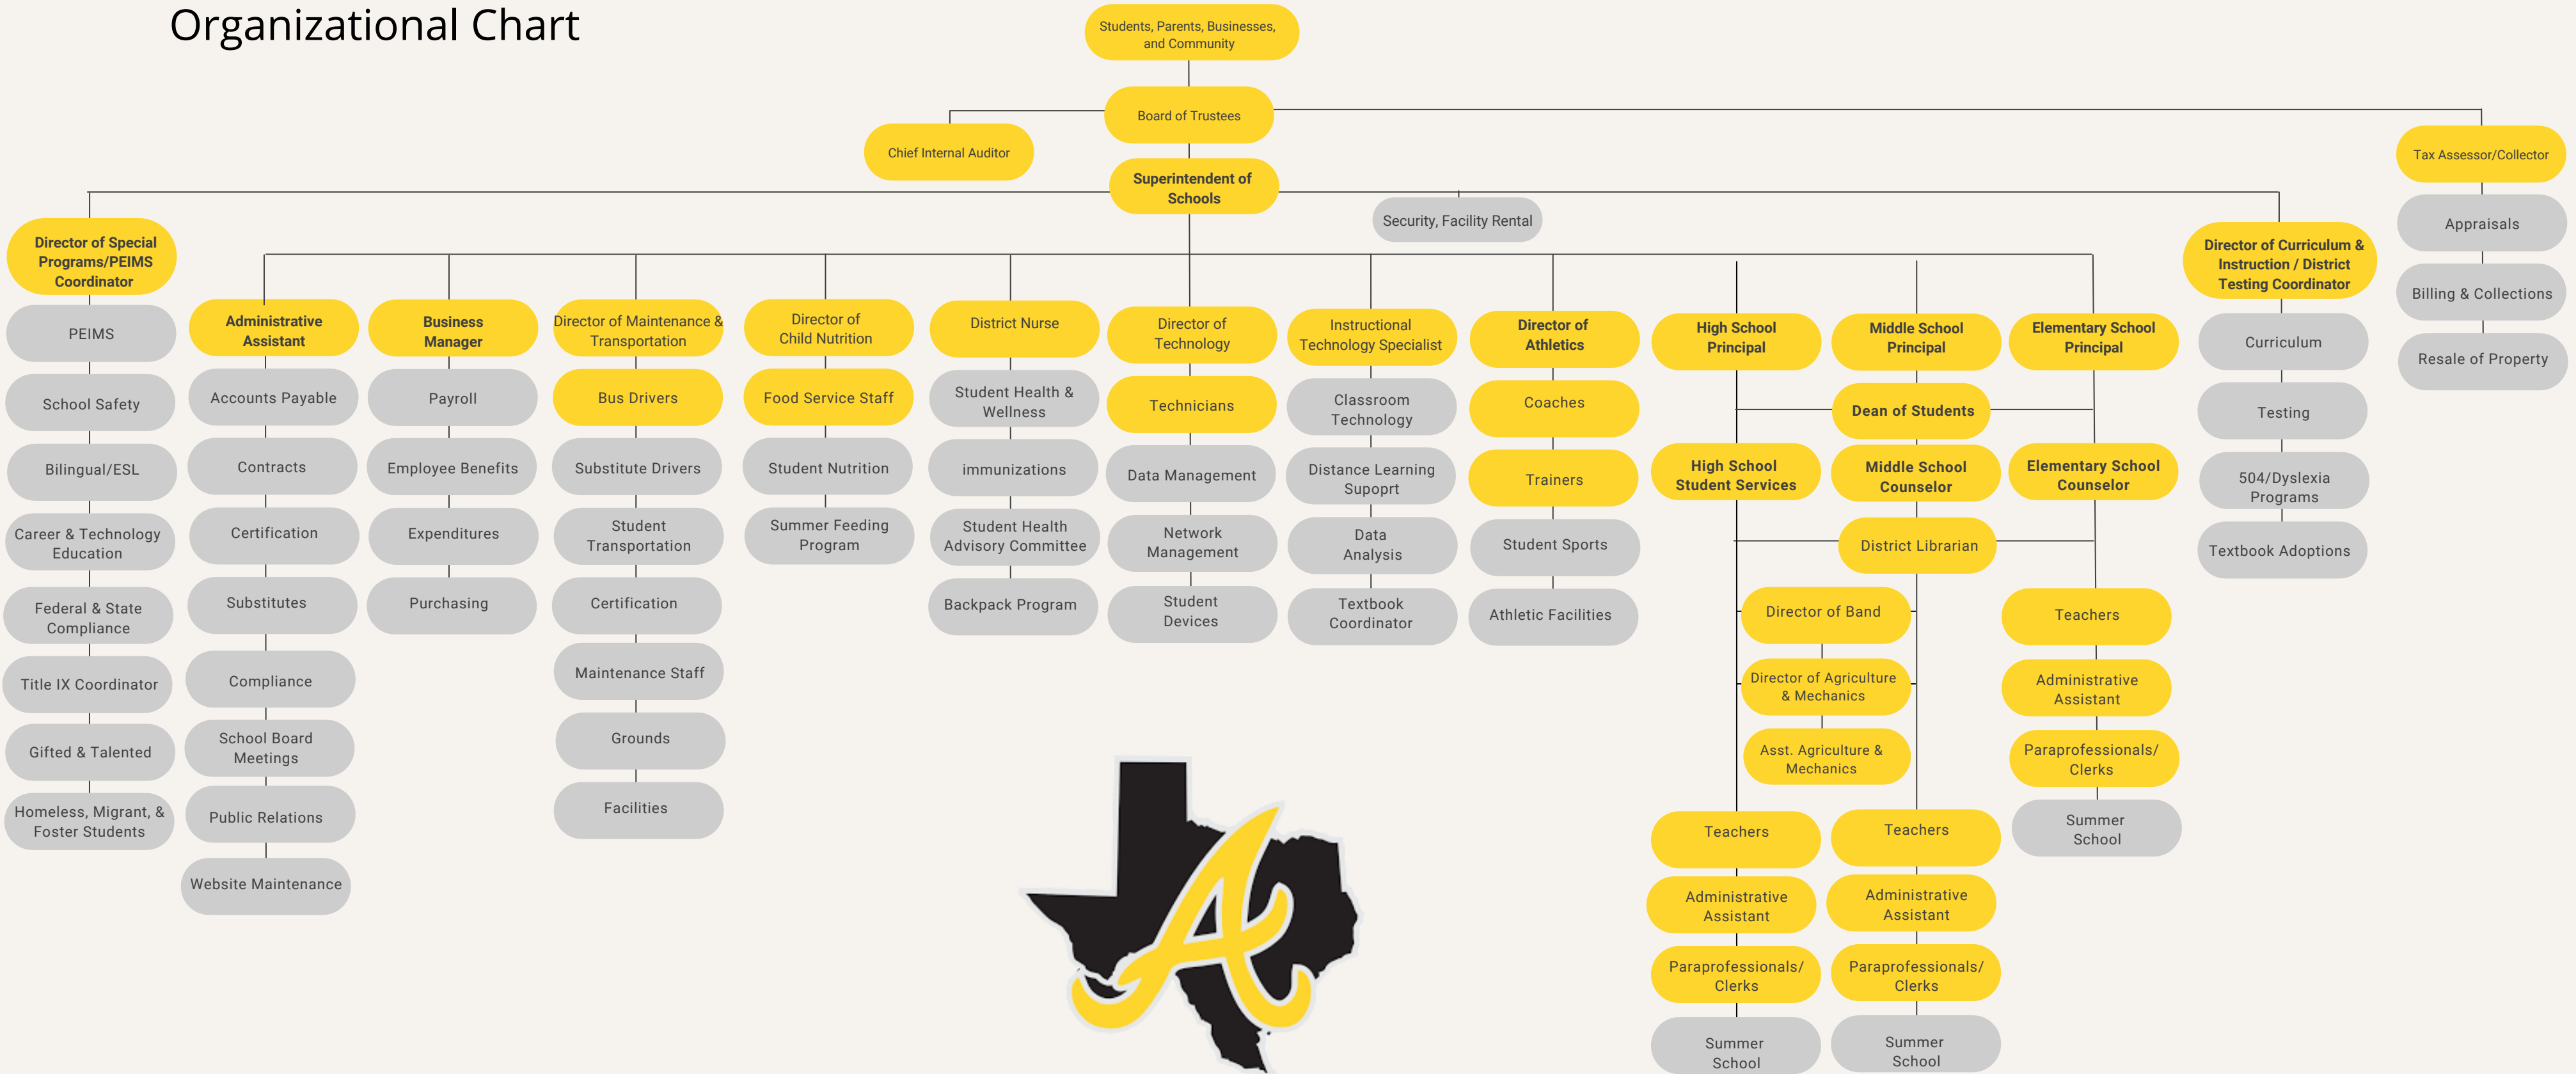 Organizational Chart
Students, Parents, Businesses,
and Community
Board of Trustees
Chief Internal Auditor
Tax Assessor/Collector
Appraisals
Billing & Collections
Resale of Property
Superintendent of
Schools
Security, Facility Rental
Director of Special
Programs/PEIMS
Coordinator
PEIMS
School Safety
Bilingual/ESL
Career & Technology
Education
Federal & State
Compliance
Title IX Coordinator
Gifted & Talented
Homeless, Migrant, &
Foster Students
Administrative
Assistant
Accounts Payable
Contracts
Certification
Substitutes
Compliance
School Board
Meetings
Public Relations
Website Maintenance
Business
Manager
Payroll
Employee Benefits
Expenditures
Purchasing
Director of Maintenance &
Transportation
Bus Drivers
Substitute Drivers
Student
Transportation
Certification
Maintenance Staff
Grounds
Facilities
Director of
Child Nutrition
Food Service Staff
Student Nutrition
Summer Feeding
Program
District Nurse
Student Health &
Wellness
immunizations
Student Health
Advisory Committee
Backpack Program
Director of
Technology
Technicians
Data Management
Network
Management
Student
Devices
Instructional
Technology Specialist
Classroom
Technology
Distance Learning
Supoprt
Data
Analysis
Textbook
Coordinator
Director of
Athletics
Coaches
Trainers
Student Sports
Athletic Facilities
High School
Principal
Middle School
Principal
Elementary School
Principal
Dean of Students
High School
Student Services
Middle School
Counselor
Elementary School
Counselor
District Librarian
Director of Band
Director of Agriculture
& Mechanics
Asst. Agriculture &
Mechanics
Teachers
Administrative
Assistant
Paraprofessionals/
Clerks
Summer
School
Teachers
Administrative
Assistant
Paraprofessionals/
Clerks
Summer
School
Teachers
Administrative
Assistant
Paraprofessionals/
Clerks
Summer
School
Director of Curriculum &
Instruction / District
Testing Coordinator
Curriculum
Testing
504/Dyslexia
Programs
Textbook Adoptions
A